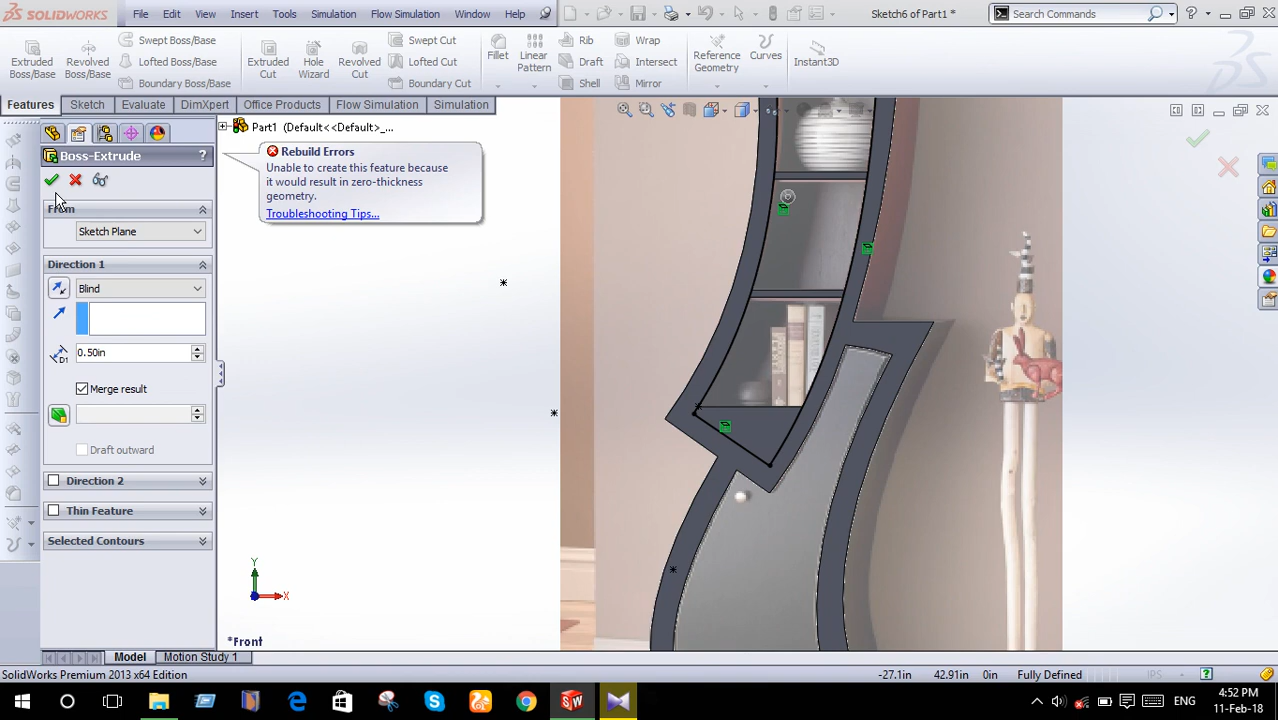 SOLIDWORKS File Edit View Insert Tools Simulation Flow Simulation Window Help Sketch6 of Part1 * Search Commands
Extruded Boss/Base Revolved Boss/Base Swept Boss/Base Lofted Boss/Base Boundary Boss/Base Extruded Cut Hole Wizard Revolved Cut Swept Cut Lofted Cut Boundary Cut Fillet Linear Pattern Rib Draft Shell Wrap Intersect Mirror Reference Geometry Curves Instant3D
Features Sketch Evaluate DimXpert Office Products Flow Simulation Simulation
Part1 (Default<<Default>_...
Boss-Extrude ?
Rebuild Errors
Unable to create this feature because
it would result in zero-thickness
geometry.
Troubleshooting Tips...
From
Sketch Plane
Direction 1
Blind
D1 0.50in
Merge result
Draft outward
Direction 2
Thin Feature
Selected Contours
Y
X
*Front
Model Motion Study 1
SolidWorks Premium 2013 x64 Edition -27.1in 42.91in 0in Fully Defined IPS
ENG 4:52 PM
11-Feb-18